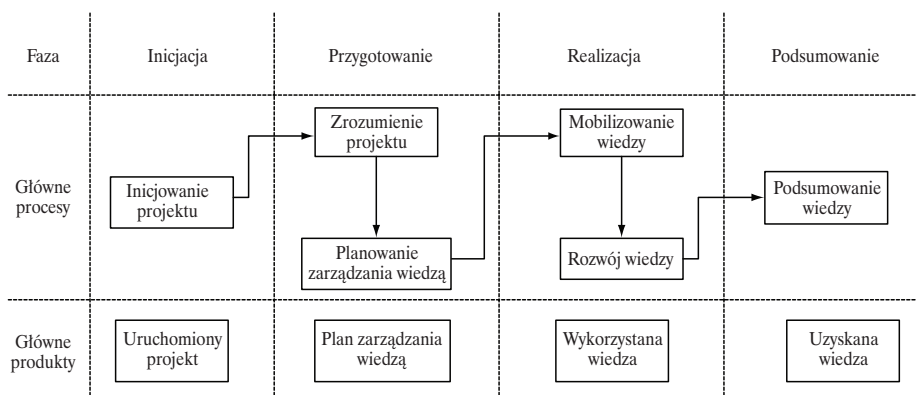 Faza
Inicjacja
Przygotowanie
Realizacja
Podsumowanie
Główne
procesy
Inicjowanie
projektu
Zrozumienie
projektu
Planowanie
zarządzania wiedzą
Mobilizowanie
wiedzy
Rozwój wiedzy
Podsumowanie
wiedzy
Główne
produkty
Uruchomiony
projekt
Plan zarządzania
wiedzą
Wykorzystana
wiedza
Uzyskana
wiedza